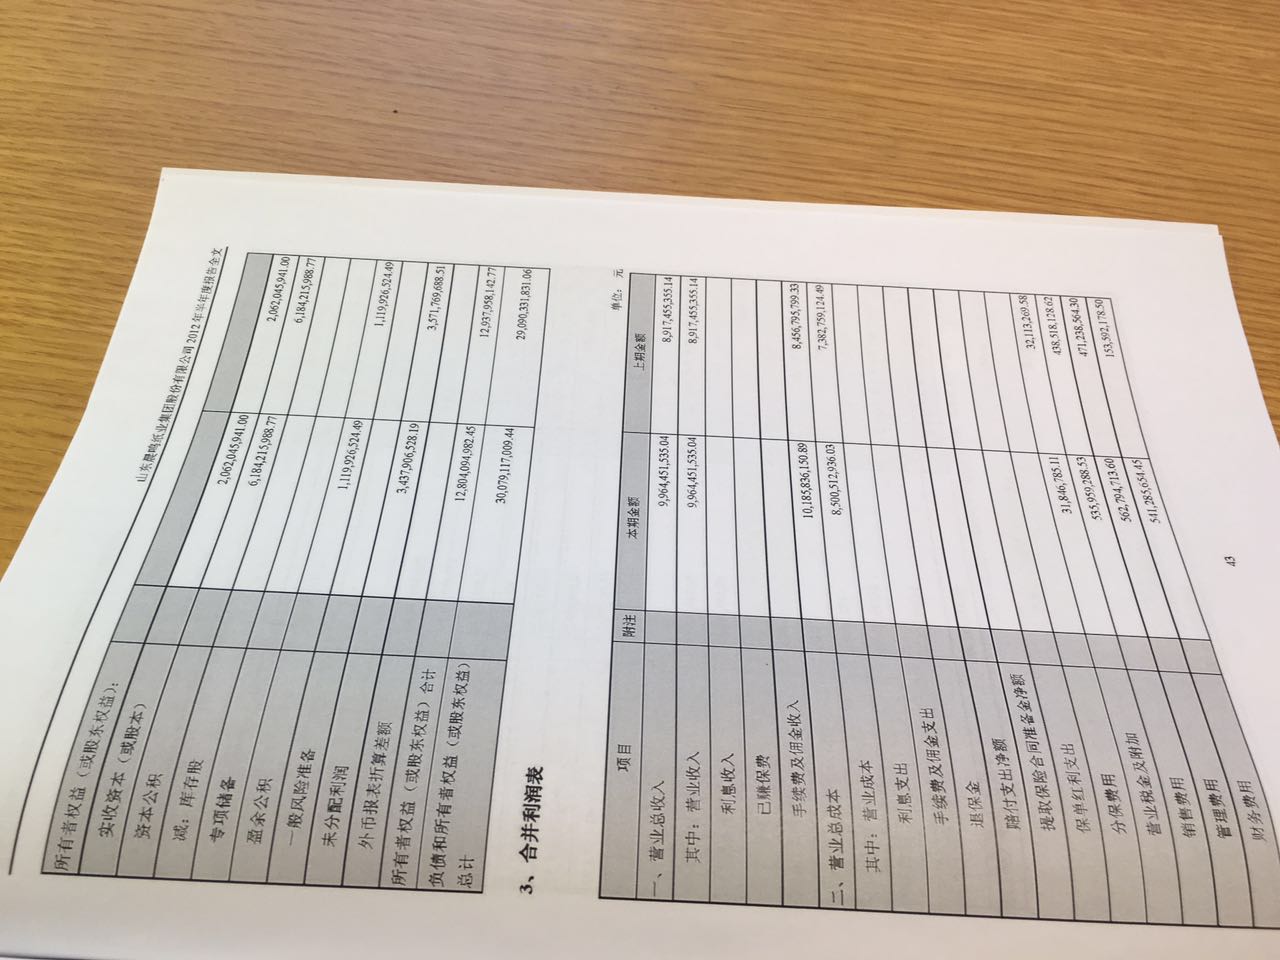 山东晨鸣纸业集团股份有限公司 2012 年半年度报告全文
所有者权益（或股东权益）：
实收资本（或股本） 2,062,045,941.00 2,062,045,941.00
资本公积 6,184,215,988.77 6,184,215,988.77
减：库存股
专项储备
盈余公积 1,119,926,524.49 1,119,926,524.49
一般风险准备
未分配利润 3,437,906,528.19 3,571,769,688.51
外币报表折算差额
所有者权益（或股东权益）合计 12,804,094,982.45 12,937,958,142.77
负债和所有者权益（或股东权益）
总计 30,079,117,009.44 29,090,331,831.06
3、合并利润表
单位： 元
项目 附注 本期金额 上期金额
一、营业总收入 9,964,451,535.04 8,917,455,355.14
其中：营业收入 9,964,451,535.04 8,917,455,355.14
利息收入
已赚保费
手续费及佣金收入
二、营业总成本 10,185,836,150.89 8,456,795,799.33
其中：营业成本 8,500,512,936.03 7,382,759,124.49
利息支出
手续费及佣金支出
退保金
赔付支出净额
提取保险合同准备金净额
保单红利支出
分保费用
营业税金及附加 31,846,785.11 32,113,269.58
销售费用 535,959,288.53 438,518,128.62
管理费用 562,794,713.60 471,238,564.30
财务费用 541,285,654.45 153,592,178.50
43